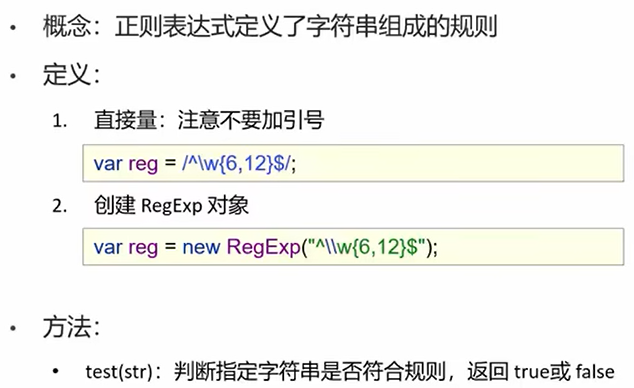 • 概念：正则表达式定义了字符串组成的规则
• 定义：
1. 直接量：注意不要加引号
var reg = /^\w{6,12}$/;
2. 创建 RegExp 对象
var reg = new RegExp("^\\w{6,12}$");
• 方法：
• test(str)：判断指定字符串是否符合规则，返回 true或 false